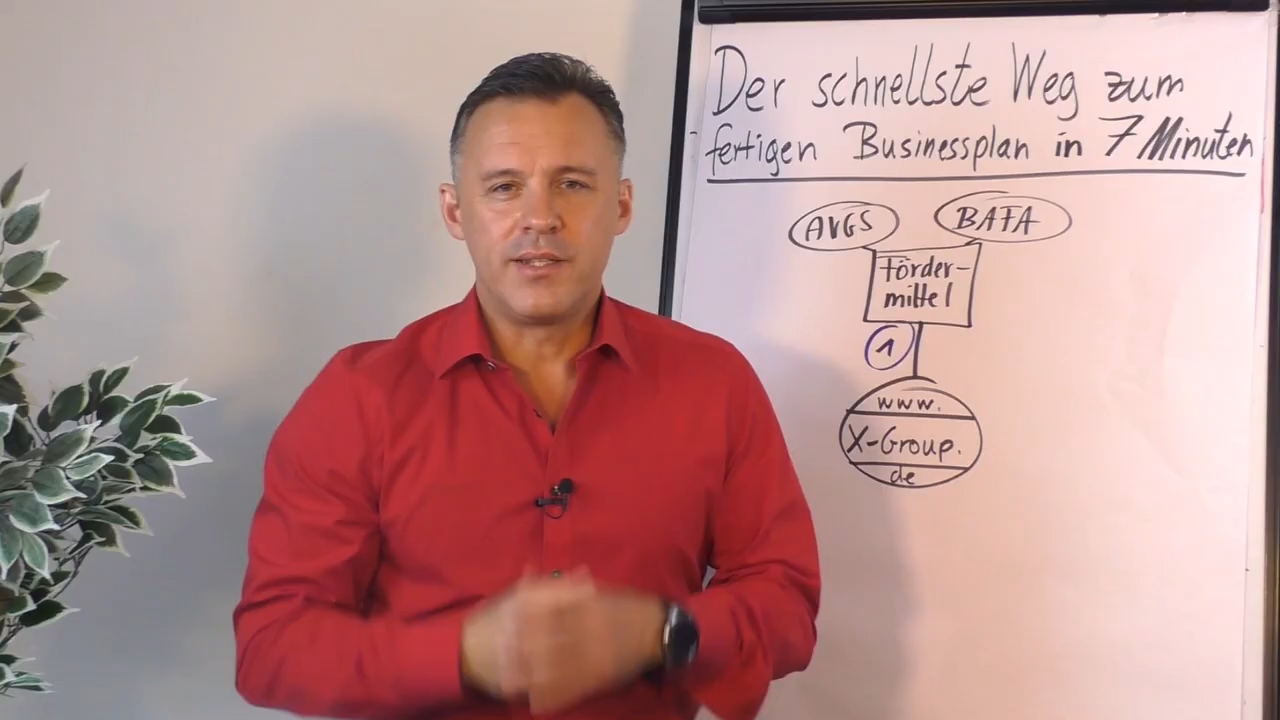 Der schnellste Weg zum
fertigen Businessplan in 7 Minuten
AVGS
BAFA
Förder-
mittel
1
www.
X-Group.
de